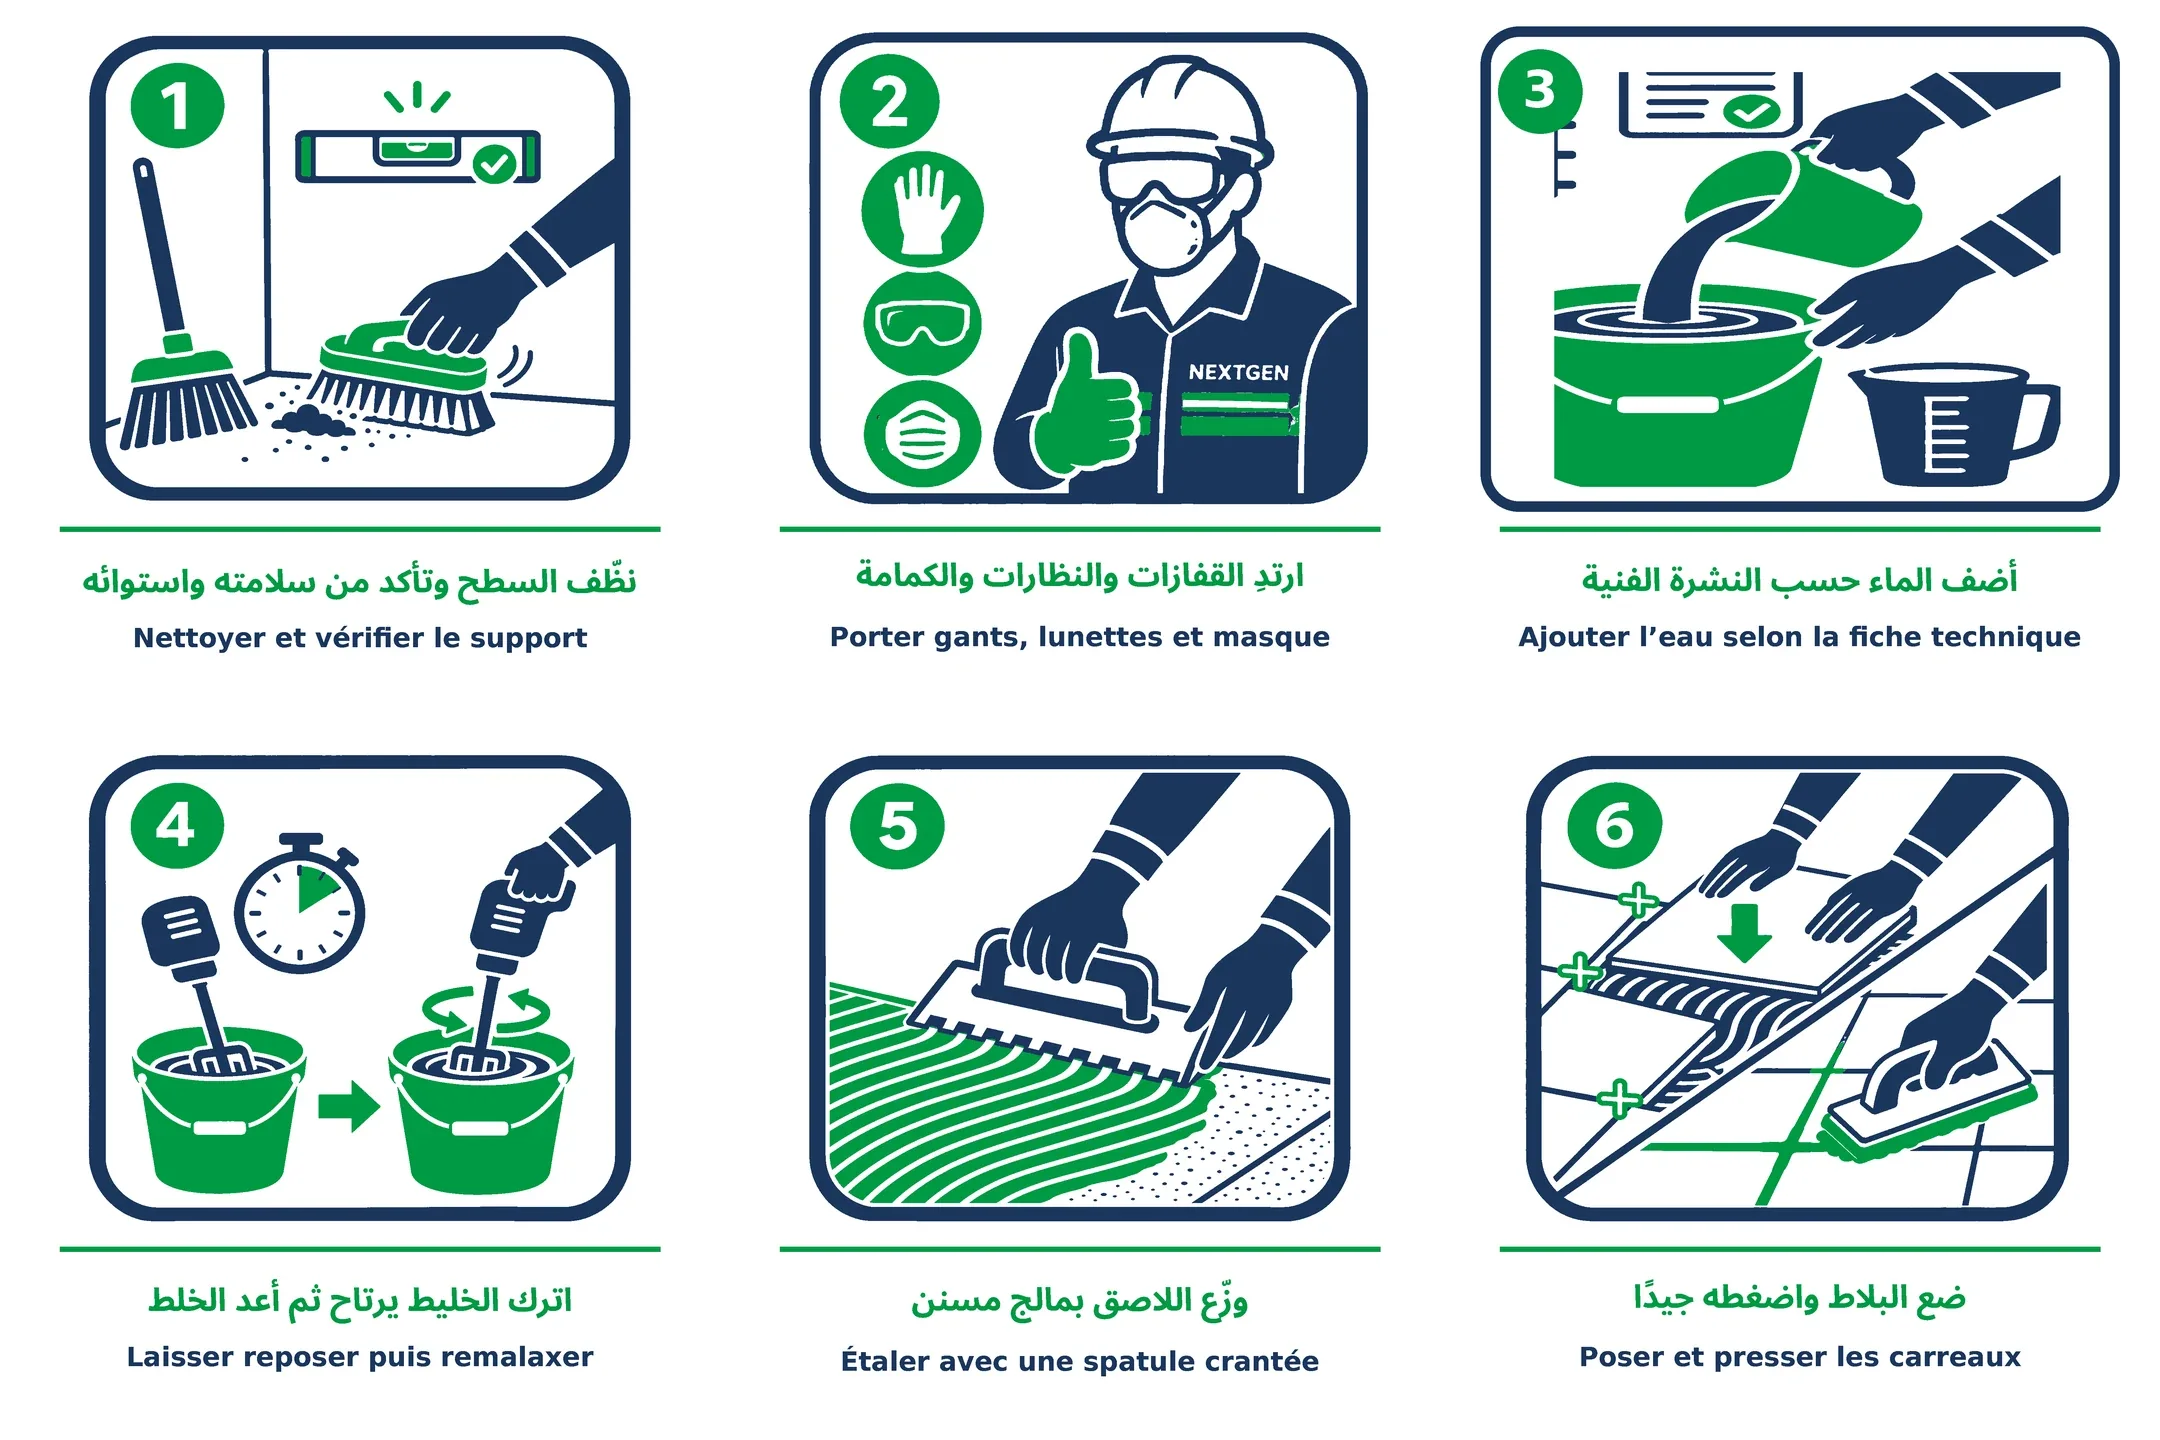 1
نظّف السطح وتأكد من سلامته واستوائه
Nettoyer et vérifier le support
2
NEXTGEN
ارتدِ القفازات والنظارات والكمامة
Porter gants, lunettes et masque
3
أضف الماء حسب النشرة الفنية
Ajouter l’eau selon la fiche technique
4
اترك الخليط يرتاح ثم أعد الخلط
Laisser reposer puis remalaxer
5
وزّع اللاصق بمالج مسنن
Étaler avec une spatule crantée
6
ضع البلاط واضغطه جيدًا
Poser et presser les carreaux